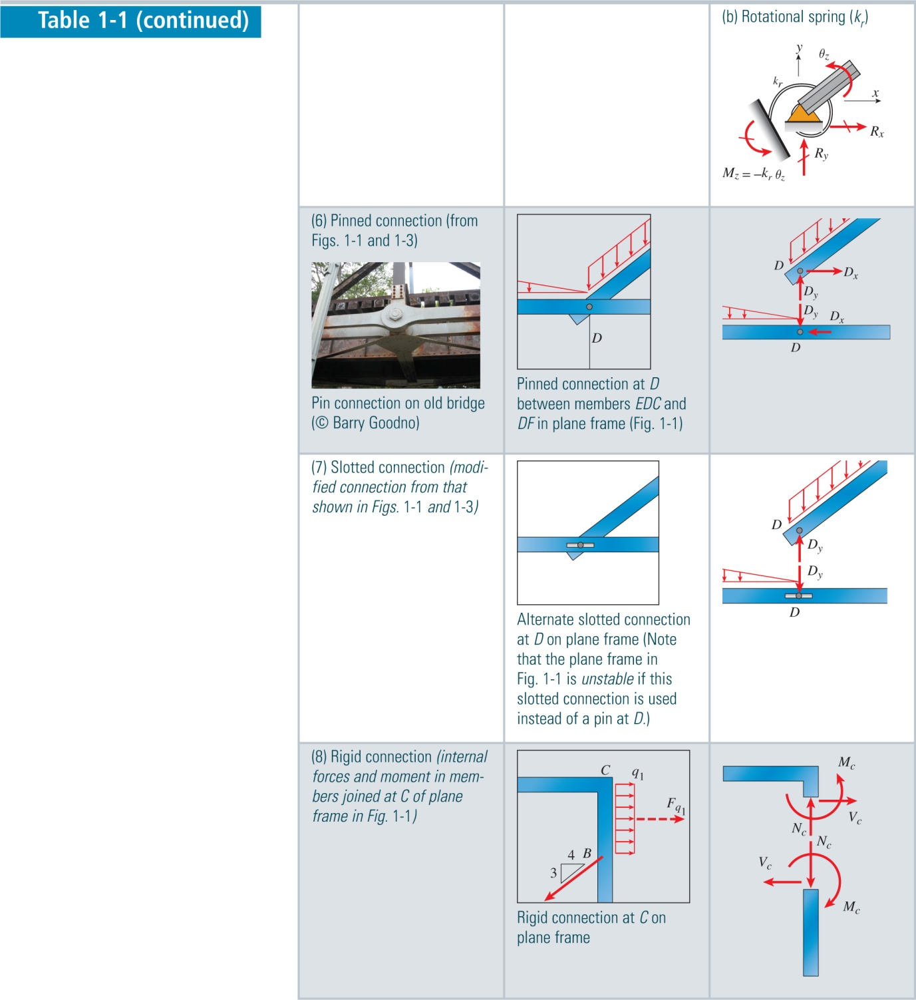 Table 1-1 (continued)
(b) Rotational spring (kr)
y
θz
kr
x
Rx
Ry
Mz = –kr θz
(6) Pinned connection (from
Figs. 1-1 and 1-3)
Pin connection on old bridge
(© Barry Goodno)
D
Pinned connection at D
between members EDC and
DF in plane frame (Fig. 1-1)
D
Dx
Dy
Dy
Dx
D
(7) Slotted connection (modi-
fied connection from that
shown in Figs. 1-1 and 1-3)
Alternate slotted connection
at D on plane frame (Note
that the plane frame in
Fig. 1-1 is unstable if this
slotted connection is used
instead of a pin at D.)
D
Dy
Dy
D
(8) Rigid connection (internal
forces and moment in mem-
bers joined at C of plane
frame in Fig. 1-1)
C
q1
Fq1
4 B
3
Rigid connection at C on
plane frame
Mc
Vc
Nc
Nc
Vc
Mc